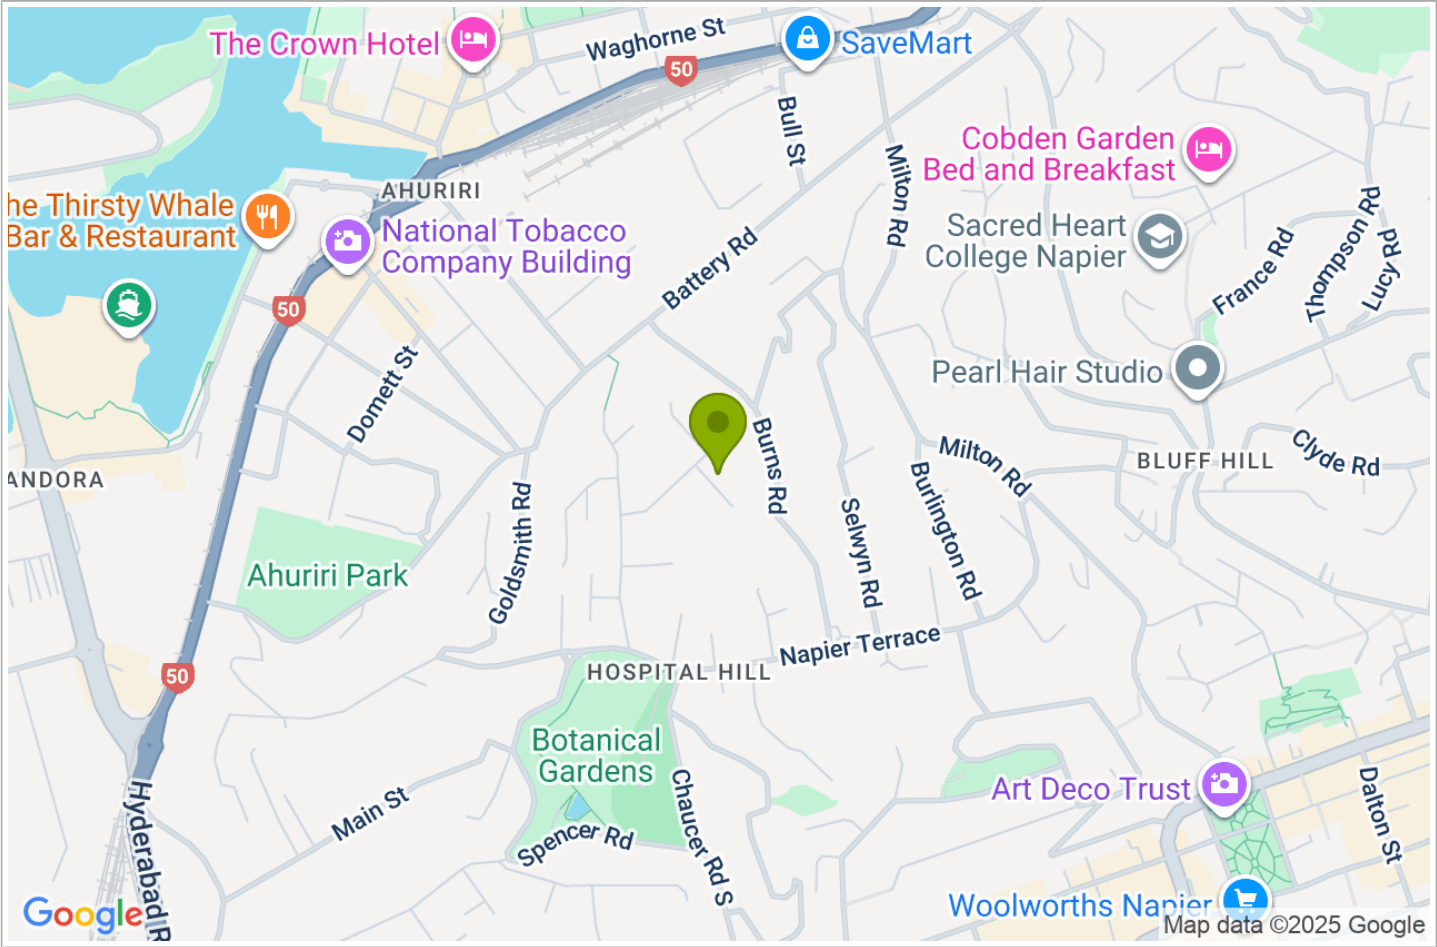 The Crown Hotel
Waghorne St
50
SaveMart
Bull St
Milton Rd
Cobden Garden
Bed and Breakfast
AHURIRI
he Thirsty Whale
Bar & Restaurant
National Tobacco
Company Building
Battery Rd
Sacred Heart
College Napier
France Rd
Thompson Rd
Lucy Rd
50
Domett St
Pearl Hair Studio
Burns Rd
Milton Rd
BLUFF HILL
Clyde Rd
ANDORA
Goldsmith Rd
Selwyn Rd
Burlington Rd
Ahuriri Park
Napier Terrace
50
HOSPITAL HILL
Botanical
Gardens
Art Deco Trust
Main St
Spencer Rd
Chaucer Rd S
Dalton St
Hyderabad R
Woolworths Napier
Google
Map data ©2025 Google